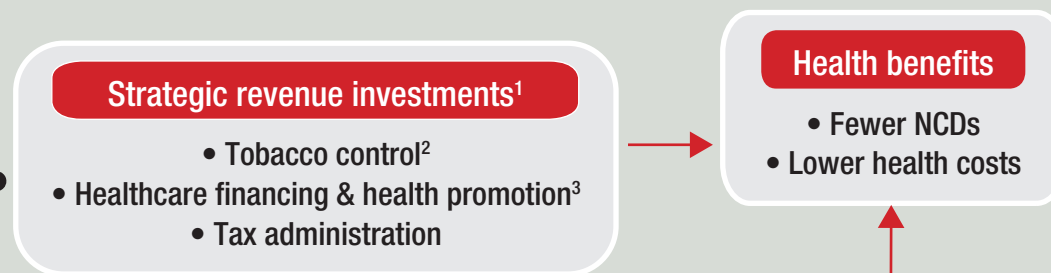 Strategic revenue investments¹
• Tobacco control²
• Healthcare financing & health promotion³
• Tax administration
Health benefits
• Fewer NCDs
• Lower health costs